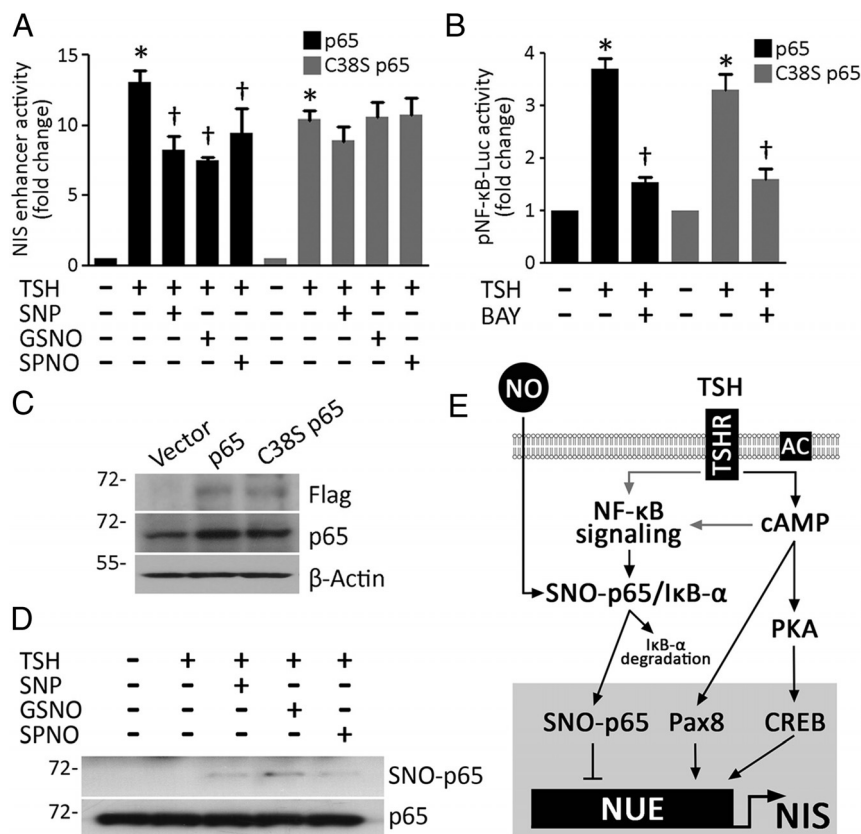 A
NIS enhancer activity
(fold change)
15
10
5
0
p65
C38S p65
* † † † *
TSH − + + + + − + + + +
SNP − − + − − − − + − −
GSNO − − − + − − − − + −
SPNO − − − − + − − − − +
B
pNF-κB-Luc activity
(fold change)
4
3
2
1
0
p65
C38S p65
* † * †
TSH − + + − + +
BAY − − + − − +
C
Vector p65 C38S p65
72- Flag
72- p65
55- β-Actin
D
TSH − + + + +
SNP − − + − −
GSNO − − − + −
SPNO − − − − +
72- SNO-p65
72- p65
E
NO
TSH
TSHR
AC
NF-κB
signaling
cAMP
SNO-p65/IκB-α
IκB-α
degradation
PKA
SNO-p65 Pax8 CREB
NUE
NIS